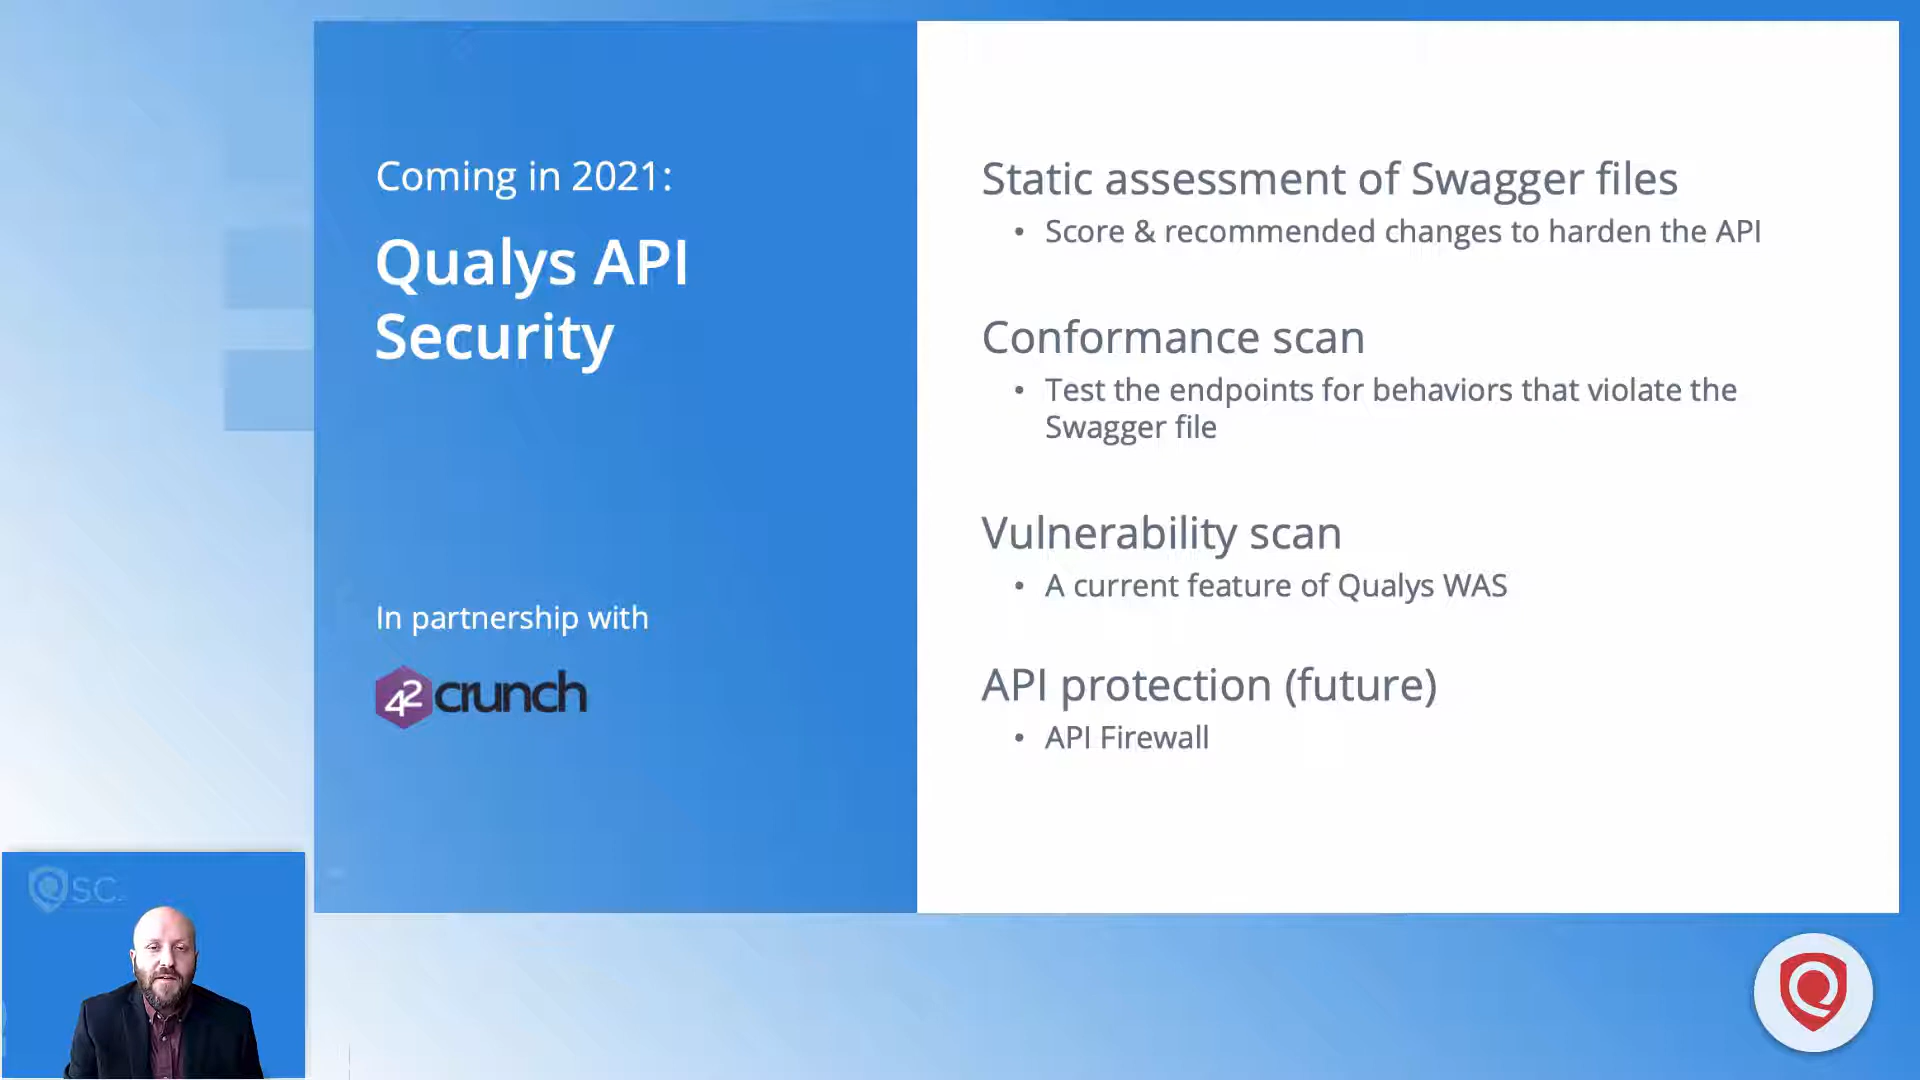 Coming in 2021:
Qualys API
Security
In partnership with
42crunch
Static assessment of Swagger files
• Score & recommended changes to harden the API
Conformance scan
• Test the endpoints for behaviors that violate the
Swagger file
Vulnerability scan
• A current feature of Qualys WAS
API protection (future)
• API Firewall
QSC